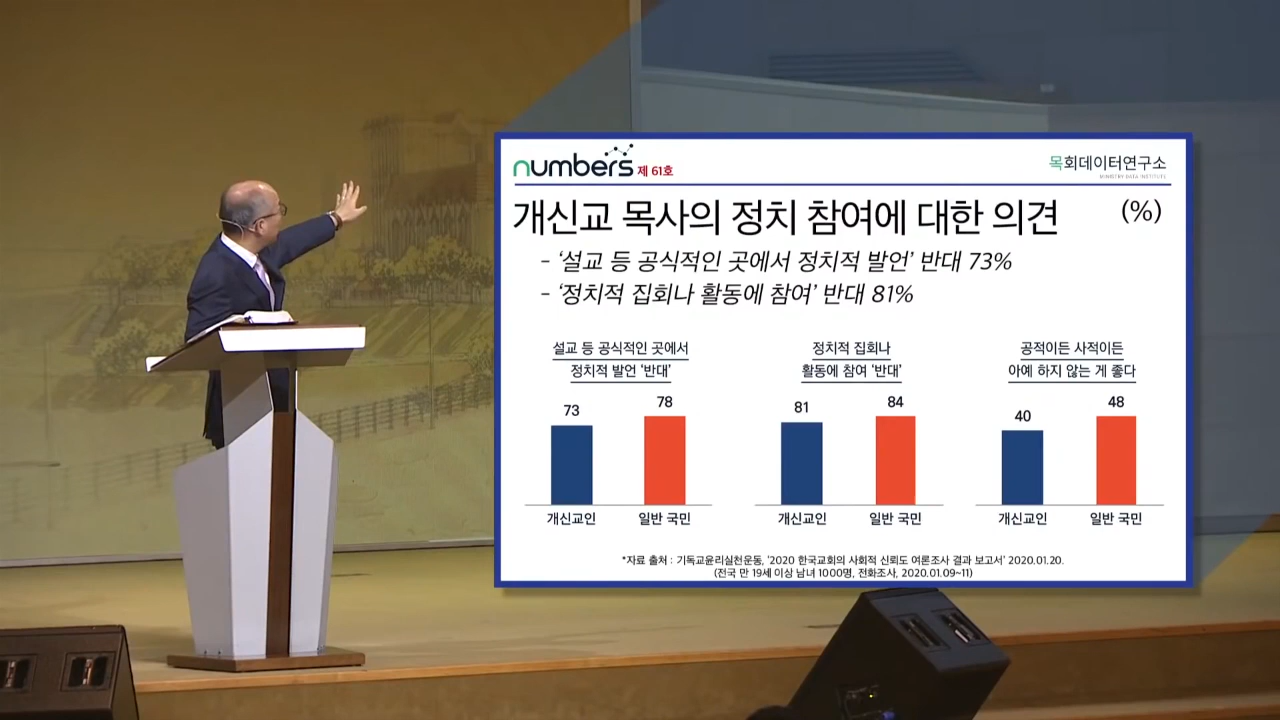 numbers 제 61호
목회데이터연구소
MINISTRY DATA INSTITUTE
개신교 목사의 정치 참여에 대한 의견 (%)
- ‘설교 등 공식적인 곳에서 정치적 발언’ 반대 73%
- ‘정치적 집회나 활동에 참여’ 반대 81%
설교 등 공식적인 곳에서
정치적 발언 ‘반대’
73
78
개신교인
일반 국민
정치적 집회나
활동에 참여 ‘반대’
81
84
개신교인
일반 국민
공적이든 사적이든
아예 하지 않는 게 좋다
40
48
개신교인
일반 국민
*자료 출처 : 기독교윤리실천운동, ‘2020 한국교회의 사회적 신뢰도 여론조사 결과 보고서’ 2020.01.20.
(전국 만 19세 이상 남녀 1000명, 전화조사, 2020.01.09~11)